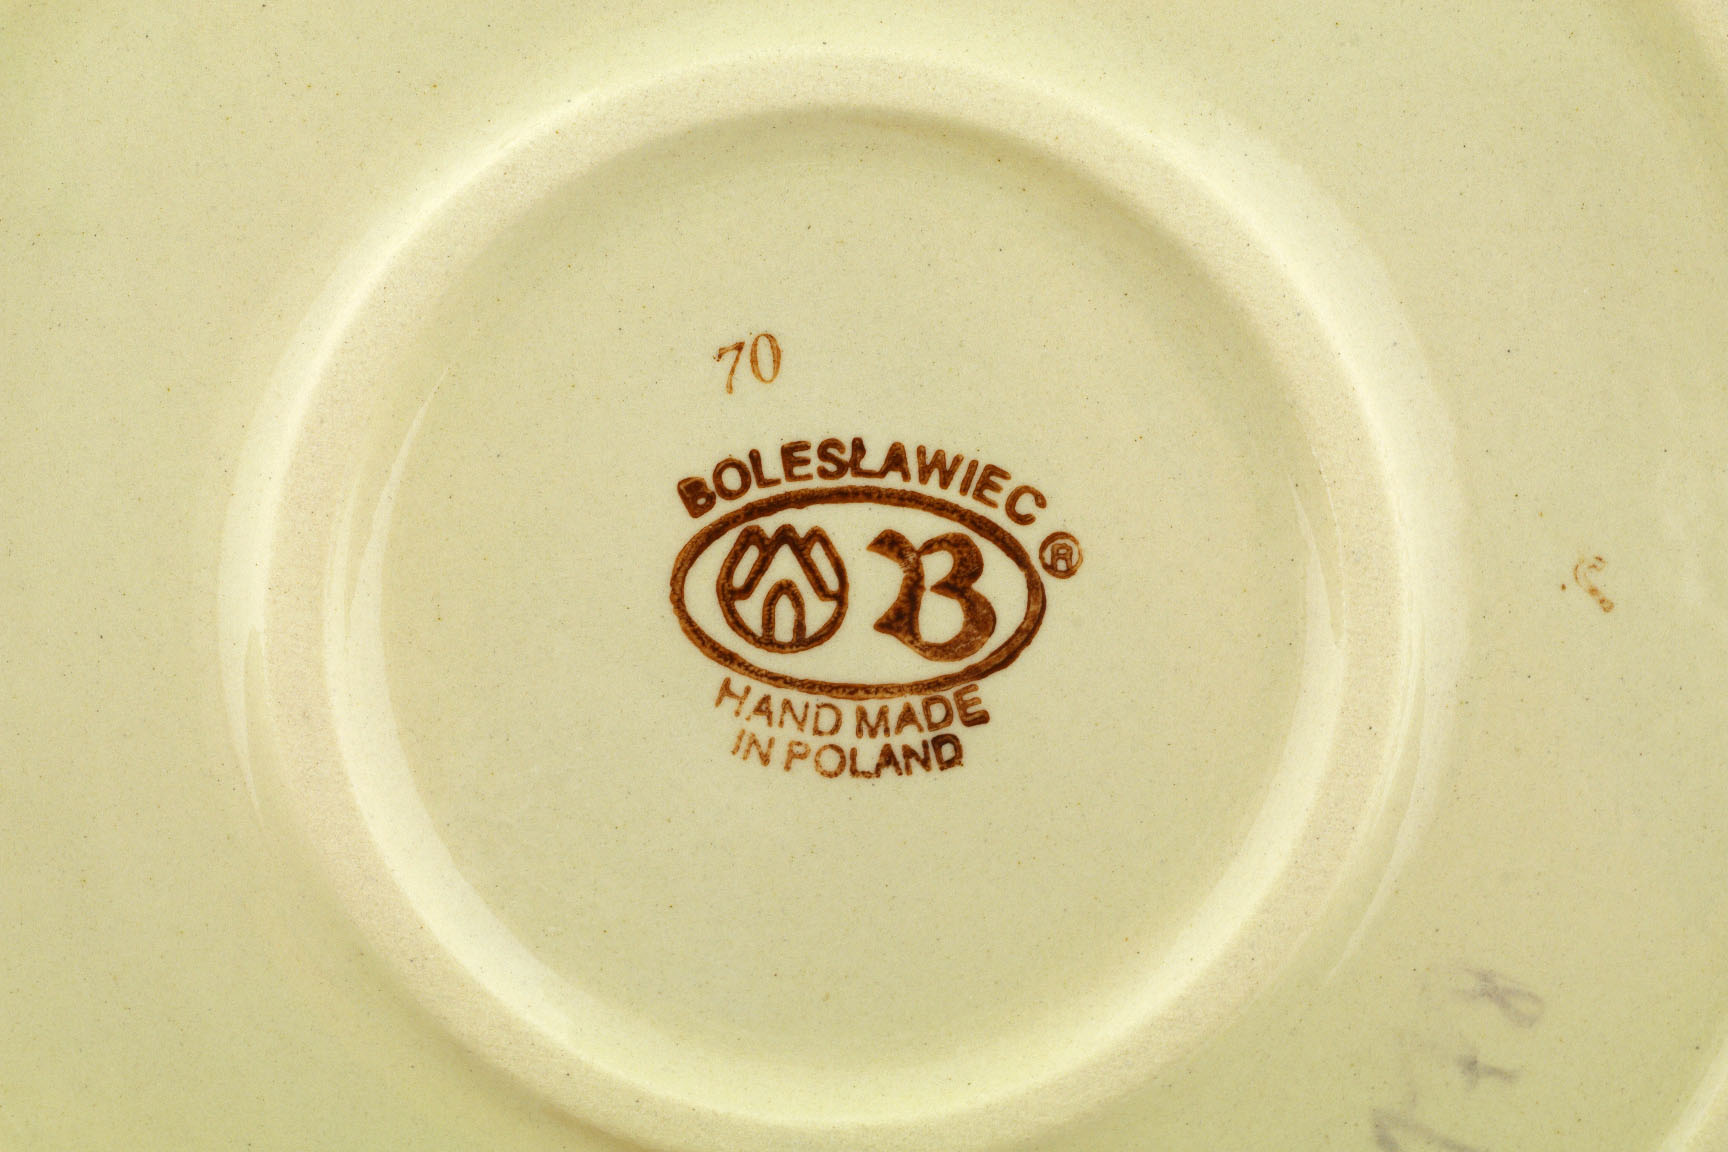 70
BOLESŁAWIEC
B ®
HAND MADE
IN POLAND